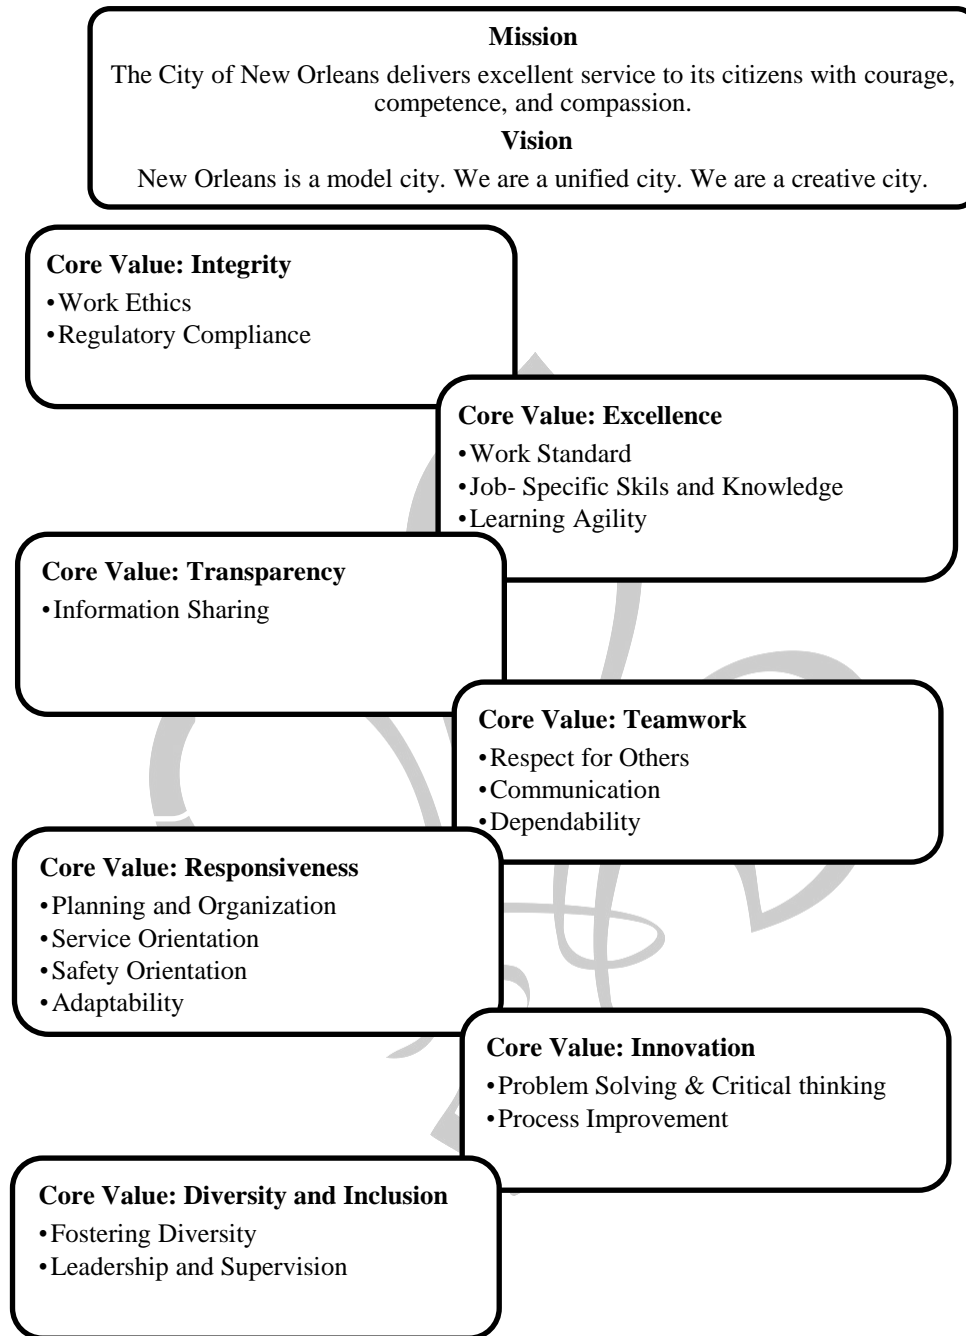 Mission
The City of New Orleans delivers excellent service to its citizens with courage,
competence, and compassion.
Vision
New Orleans is a model city. We are a unified city. We are a creative city.
Core Value: Integrity
•Work Ethics
•Regulatory Compliance
Core Value: Excellence
•Work Standard
•Job- Specific Skils and Knowledge
•Learning Agility
Core Value: Transparency
•Information Sharing
Core Value: Teamwork
•Respect for Others
•Communication
•Dependability
Core Value: Responsiveness
•Planning and Organization
•Service Orientation
•Safety Orientation
•Adaptability
Core Value: Innovation
•Problem Solving & Critical thinking
•Process Improvement
Core Value: Diversity and Inclusion
•Fostering Diversity
•Leadership and Supervision